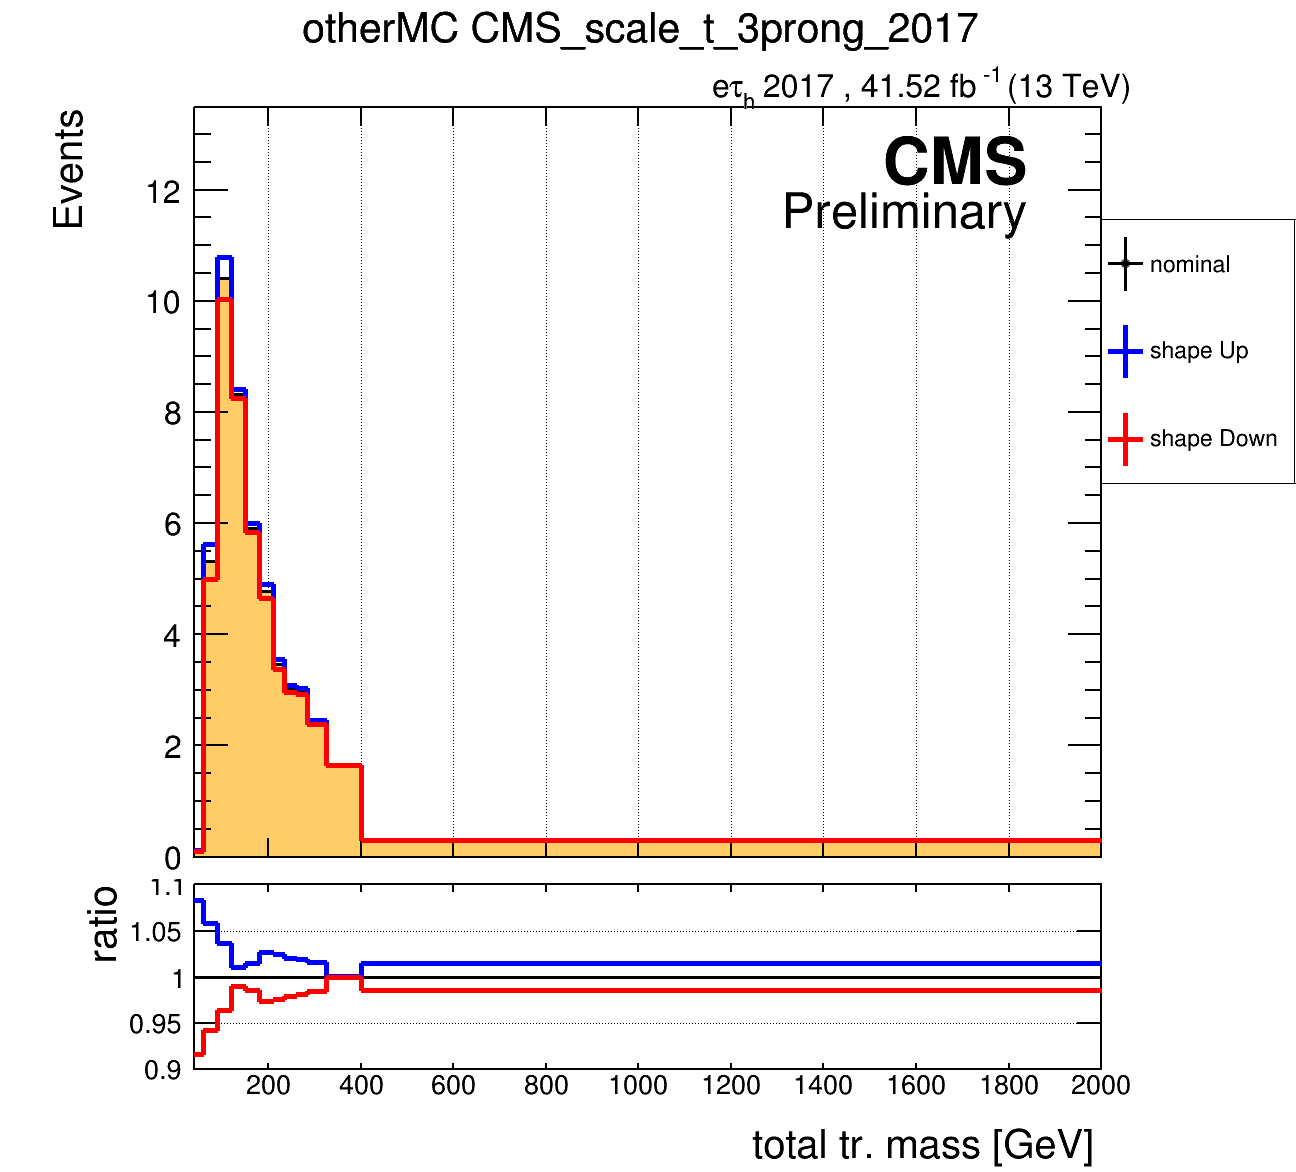 otherMC CMS_scale_t_3prong_2017
eτh 2017 , 41.52 fb -1 (13 TeV)
Events
CMS
Preliminary
12
10
8
6
4
2
0
nominal
shape Up
shape Down
ratio
1.1
1.05
1
0.95
0.9
200 400 600 800 1000 1200 1400 1600 1800 2000
total tr. mass [GeV]